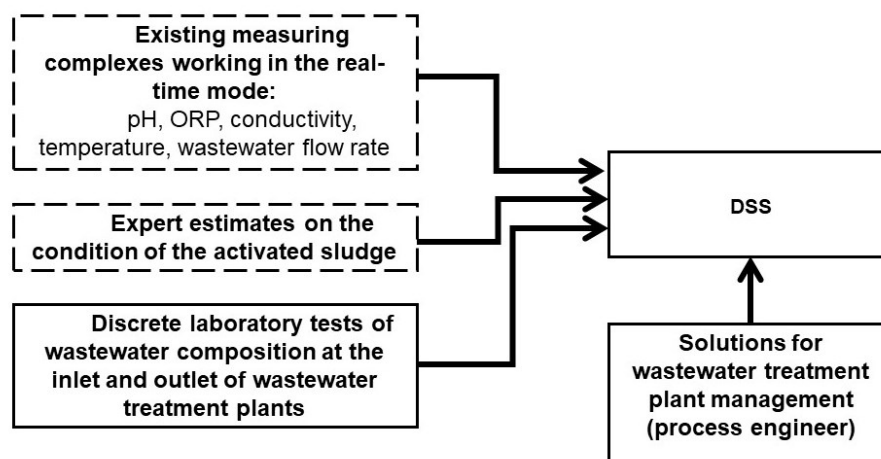 Existing measuring
complexes working in the real-
time mode:
pH, ORP, conductivity,
temperature, wastewater flow rate
Expert estimates on the
condition of the activated sludge
Discrete laboratory tests of
wastewater composition at the
inlet and outlet of wastewater
treatment plants
DSS
Solutions for
wastewater treatment
plant management
(process engineer)